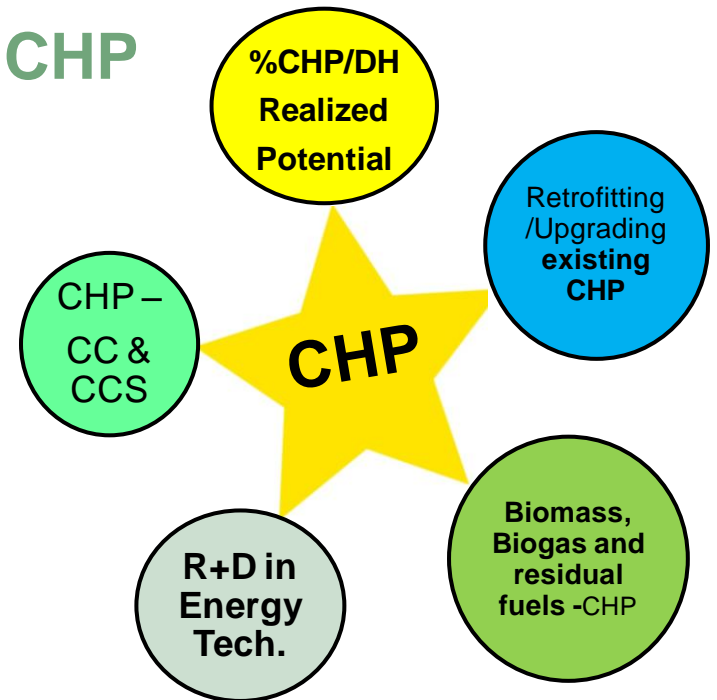 CHP
%CHP/DH
Realized
Potential
Retrofitting
/Upgrading
existing
CHP
CHP –
CC &
CCS
CHP
Biomass,
Biogas and
residual
fuels -CHP
R+D in
Energy
Tech.